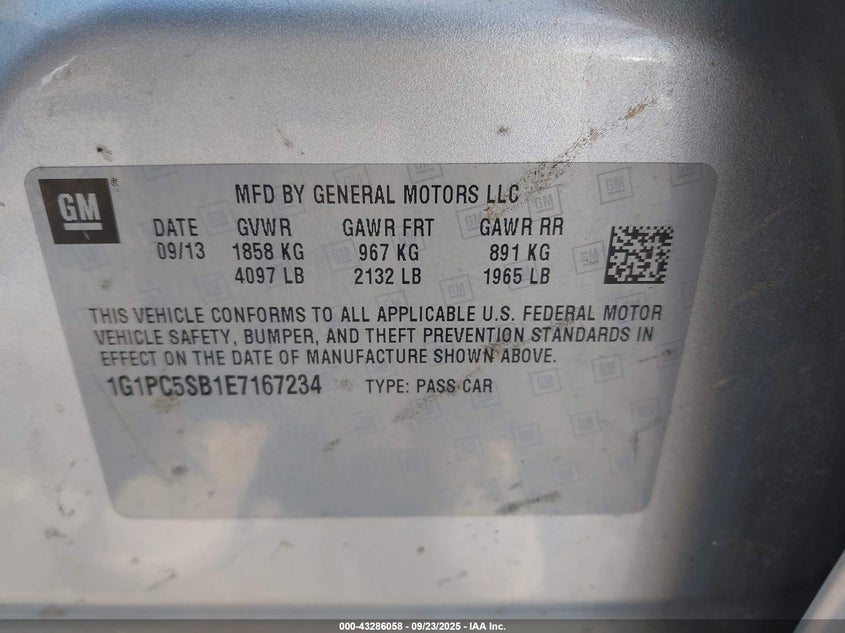 GM
MFD BY GENERAL MOTORS LLC
DATE GVWR GAWR FRT GAWR RR
09/13 1858 KG 967 KG 891 KG
4097 LB 2132 LB 1965 LB
THIS VEHICLE CONFORMS TO ALL APPLICABLE U.S. FEDERAL MOTOR
VEHICLE SAFETY, BUMPER, AND THEFT PREVENTION STANDARDS IN
EFFECT ON THE DATE OF MANUFACTURE SHOWN ABOVE.
1G1PC5SB1E7167234 TYPE: PASS CAR
000-43286058 - 09/23/2025 - IAA Inc.